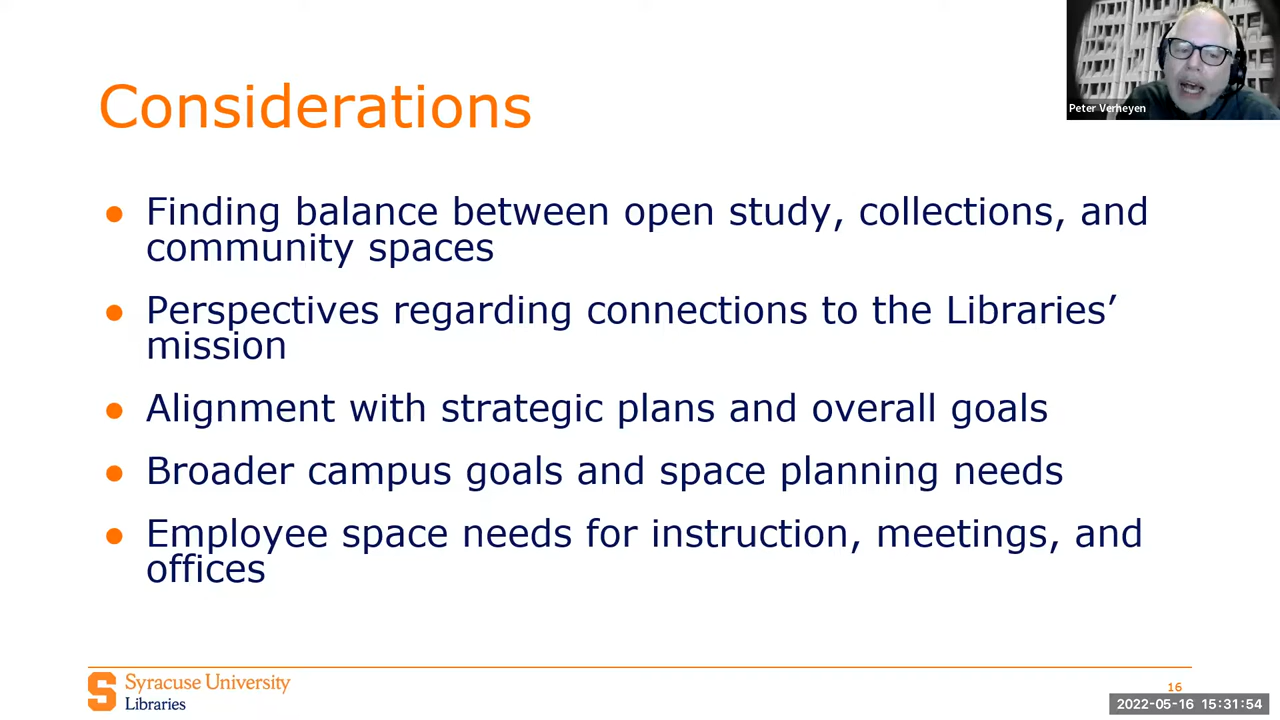 Peter Verheyen
Considerations
● Finding balance between open study, collections, and
community spaces
● Perspectives regarding connections to the Libraries’
mission
● Alignment with strategic plans and overall goals
● Broader campus goals and space planning needs
● Employee space needs for instruction, meetings, and
offices
S
Syracuse University
Libraries
16
2022-05-16 15:31:54